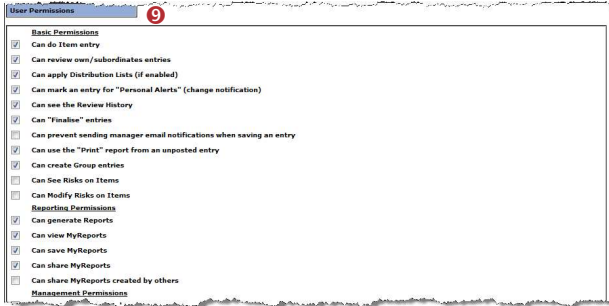 User Permissions
9
Basic Permissions
Can do Item entry
Can review own/subordinates entries
Can apply Distribution Lists (if enabled)
Can mark an entry for "Personal Alerts" (change notification)
Can see the Review History
Can "Finalise" entries
Can prevent sending manager email notifications when saving an entry
Can use the "Print" report from an unposted entry
Can create Group entries
Can See Risks on Items
Can Modify Risks on Items
Reporting Permissions
Can generate Reports
Can view MyReports
Can save MyReports
Can share MyReports
Can share MyReports created by others
Management Permissions